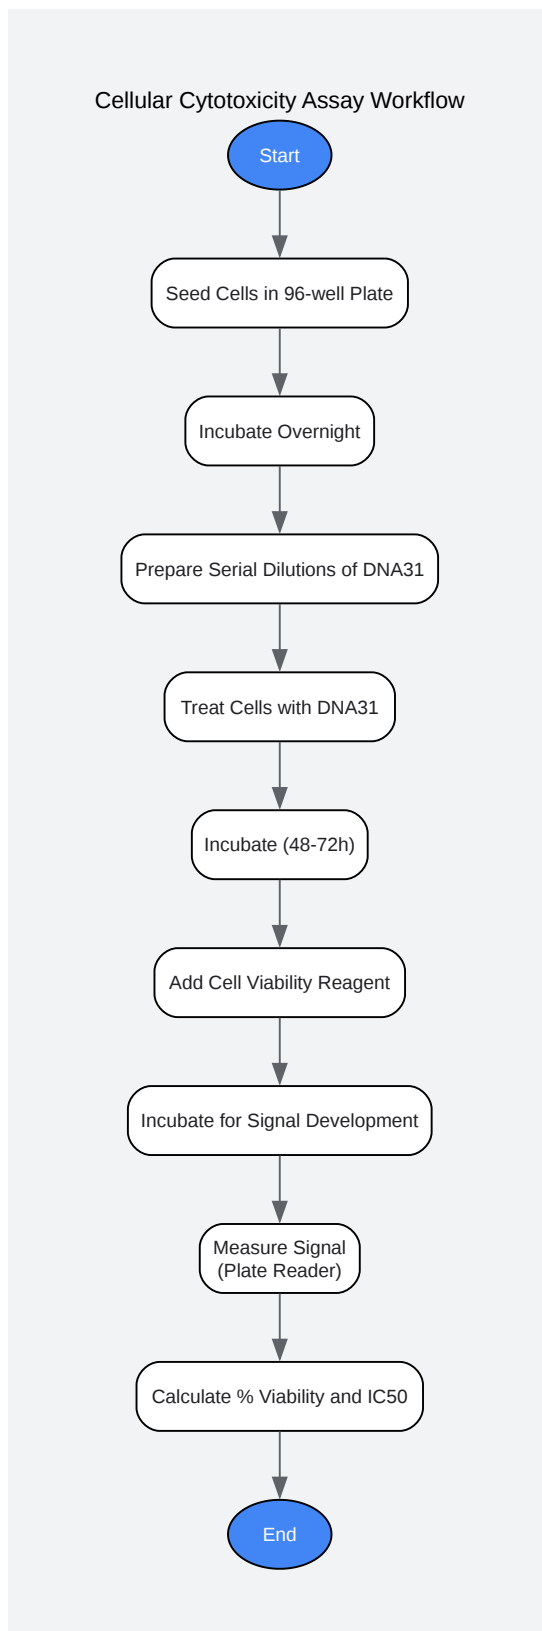 Cellular Cytotoxicity Assay Workflow
Start
Seed Cells in 96-well Plate
Incubate Overnight
Prepare Serial Dilutions of DNA31
Treat Cells with DNA31
Incubate (48-72h)
Add Cell Viability Reagent
Incubate for Signal Development
Measure Signal
(Plate Reader)
Calculate % Viability and IC50
End